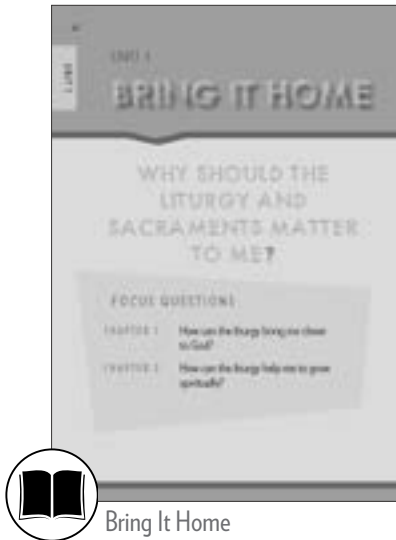 UNIT 1
UNIT 1
BRING IT HOME
WHY SHOULD THE
LITURGY AND
SACRAMENTS MATTER
TO ME?
FOCUS QUESTIONS
CHAPTER 1 How can the liturgy bring me closer
to God?
CHAPTER 2 How can the liturgy help me to grow
spiritually?
Bring It Home